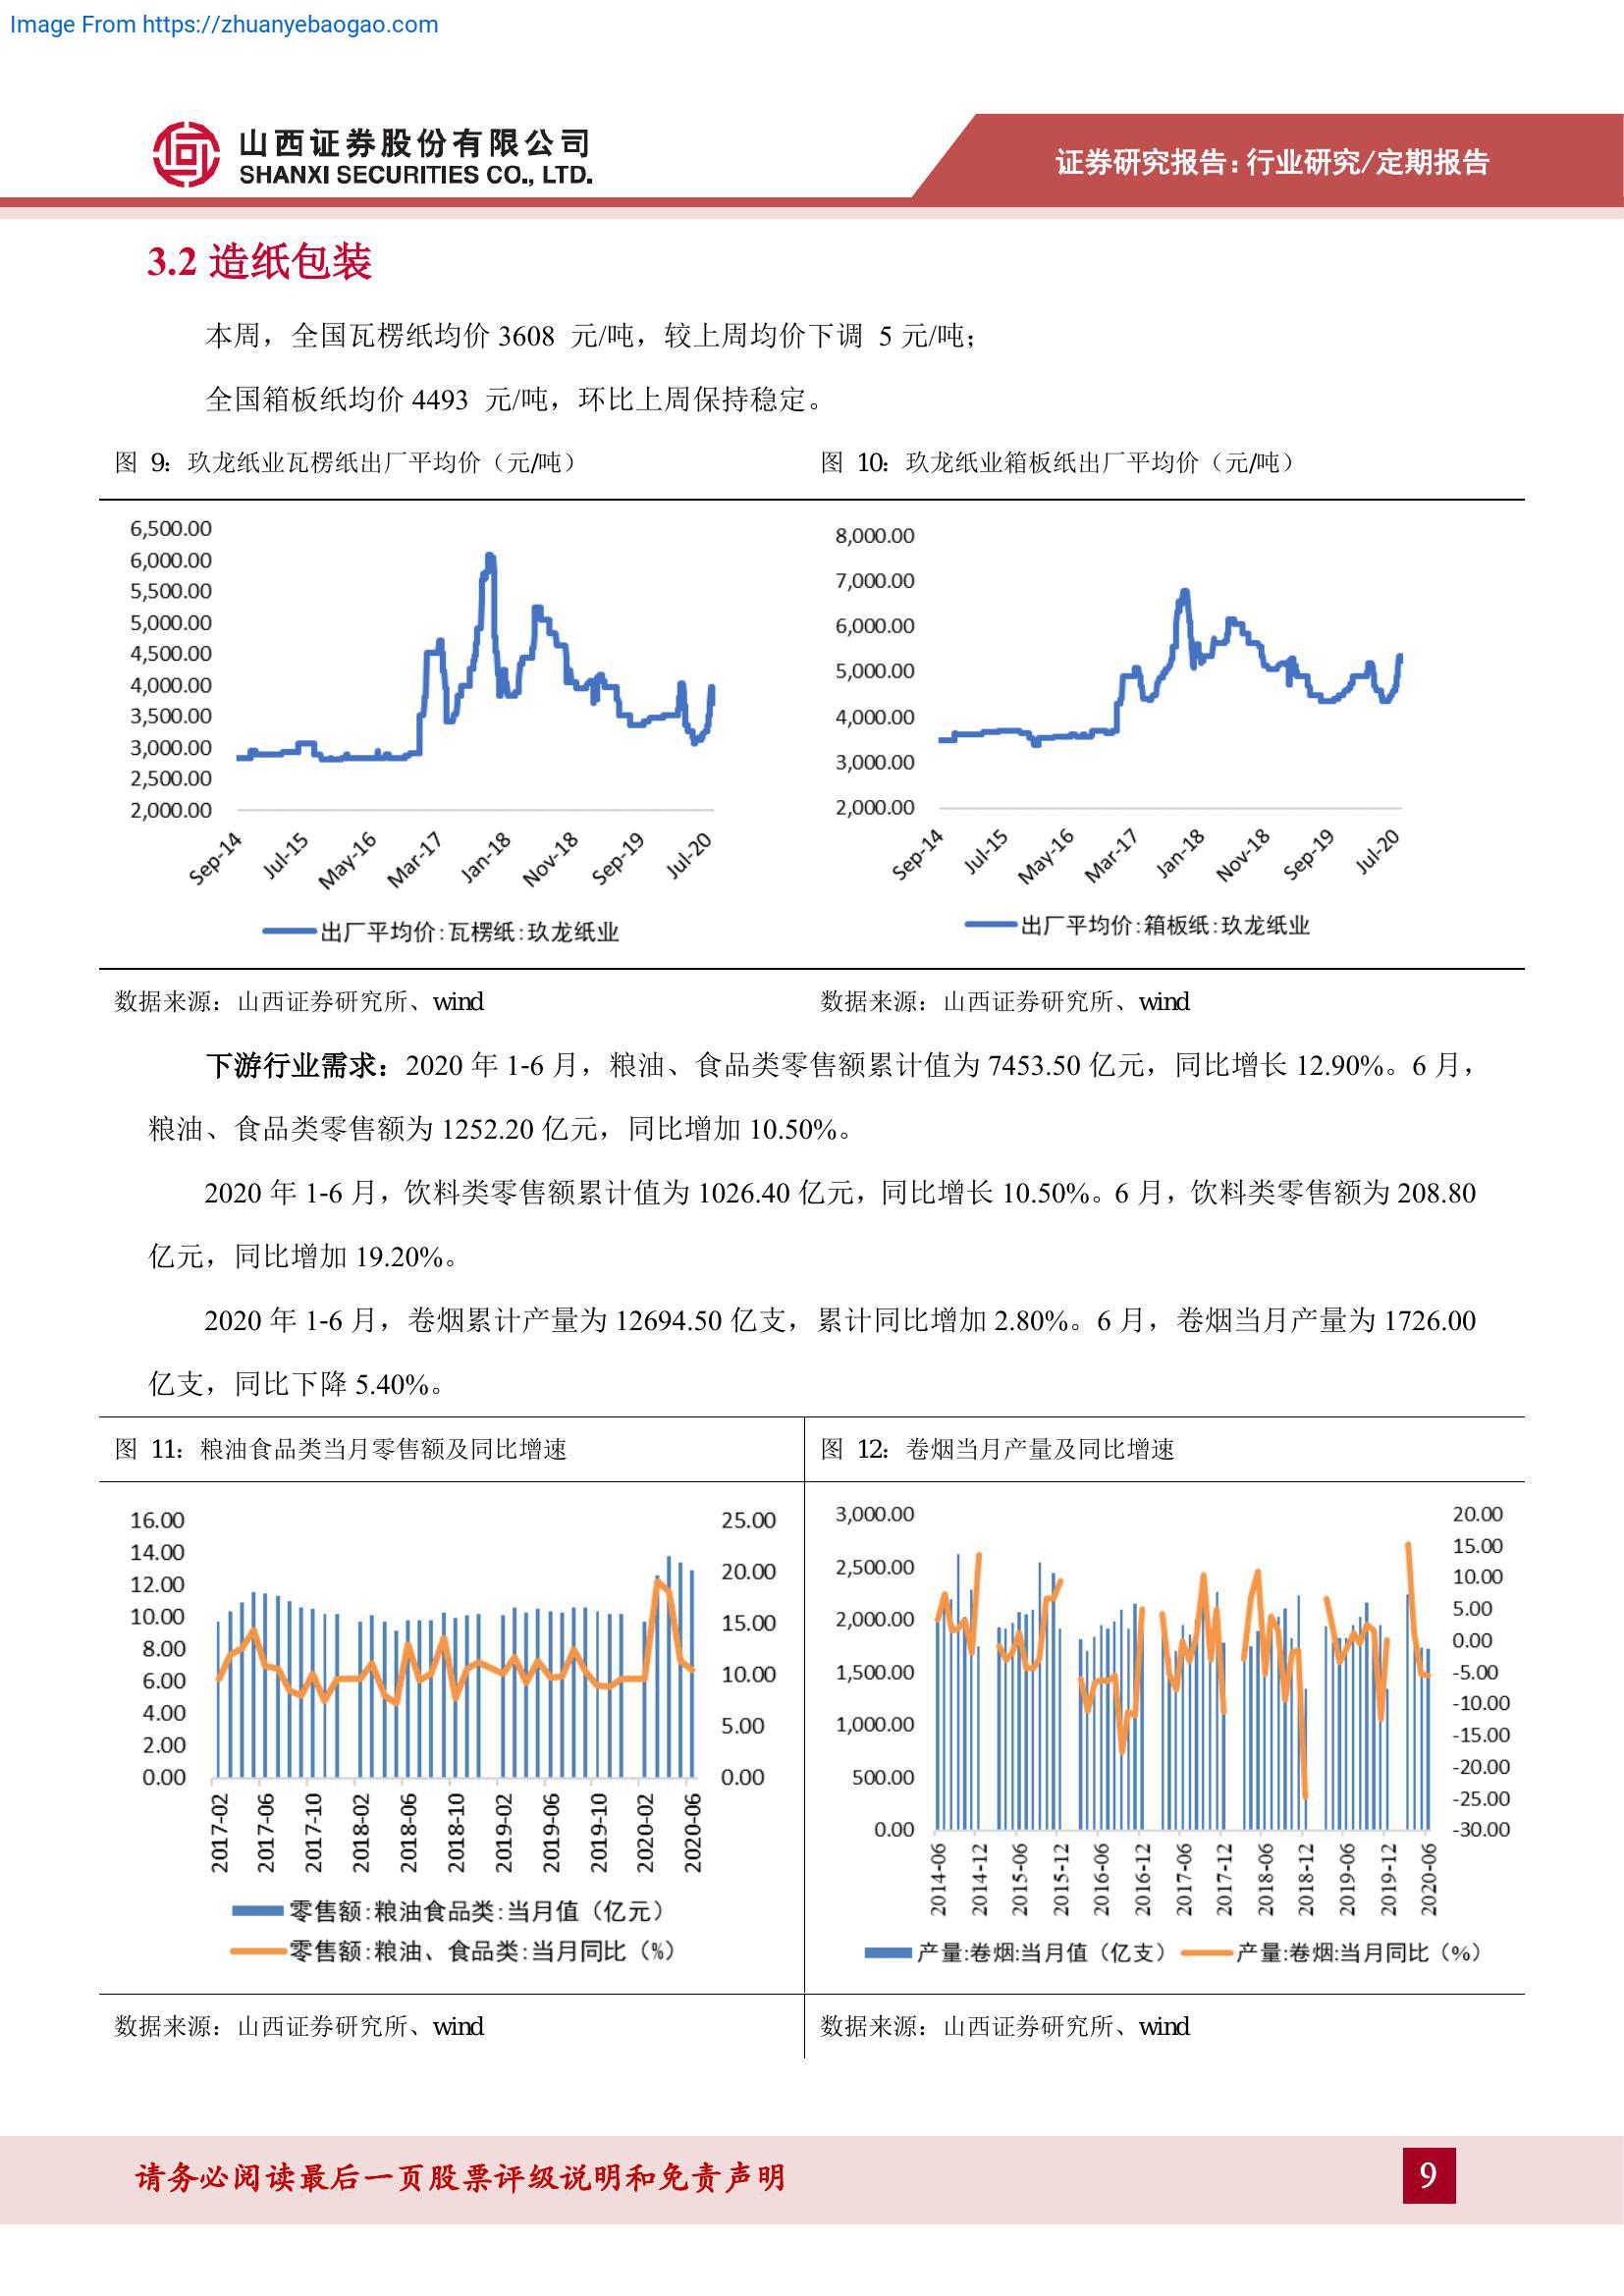 Image From https://zhuanyebaogao.com
山西证券股份有限公司
SHANXI SECURITIES CO., LTD.
证券研究报告：行业研究/定期报告
3.2 造纸包装
本周，全国瓦楞纸均价 3608 元/吨，较上周均价下调 5 元/吨；
全国箱板纸均价 4493 元/吨，环比上周保持稳定。
图 9：玖龙纸业瓦楞纸出厂平均价（元/吨）
图 10：玖龙纸业箱板纸出厂平均价（元/吨）
6,500.00
6,000.00
5,500.00
5,000.00
4,500.00
4,000.00
3,500.00
3,000.00
2,500.00
2,000.00
Sep-14 Jul-15 May-16 Mar-17 Jan-18 Nov-18 Sep-19 Jul-20
出厂平均价:瓦楞纸:玖龙纸业
8,000.00
7,000.00
6,000.00
5,000.00
4,000.00
3,000.00
2,000.00
Sep-14 Jul-15 May-16 Mar-17 Jan-18 Nov-18 Sep-19 Jul-20
出厂平均价:箱板纸:玖龙纸业
数据来源：山西证券研究所、wind
数据来源：山西证券研究所、wind
下游行业需求：2020 年 1-6 月，粮油、食品类零售额累计值为 7453.50 亿元，同比增长 12.90%。6 月，
粮油、食品类零售额为 1252.20 亿元，同比增加 10.50%。
2020 年 1-6 月，饮料类零售额累计值为 1026.40 亿元，同比增长 10.50%。6 月，饮料类零售额为 208.80
亿元，同比增加 19.20%。
2020 年 1-6 月，卷烟累计产量为 12694.50 亿支，累计同比增加 2.80%。6 月，卷烟当月产量为 1726.00
亿支，同比下降 5.40%。
图 11：粮油食品类当月零售额及同比增速
图 12：卷烟当月产量及同比增速
16.00
14.00
12.00
10.00
8.00
6.00
4.00
2.00
0.00
25.00
20.00
15.00
10.00
5.00
0.00
2017-02 2017-06 2017-10 2018-02 2018-06 2018-10 2019-02 2019-06 2019-10 2020-02 2020-06
零售额:粮油食品类:当月值（亿元）
零售额:粮油、食品类:当月同比（%）
3,000.00
2,500.00
2,000.00
1,500.00
1,000.00
500.00
0.00
20.00
15.00
10.00
5.00
0.00
-5.00
-10.00
-15.00
-20.00
-25.00
-30.00
2014-06 2014-12 2015-06 2015-12 2016-06 2016-12 2017-06 2017-12 2018-06 2018-12 2019-06 2019-12 2020-06
产量:卷烟:当月值（亿支） 产量:卷烟:当月同比（%）
数据来源：山西证券研究所、wind
数据来源：山西证券研究所、wind
请务必阅读最后一页股票评级说明和免责声明
9